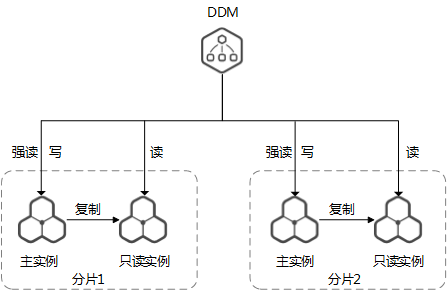 DDM
强读 写 读 强读 写 读
复制 复制
主实例 只读实例 主实例 只读实例
分片1 分片2